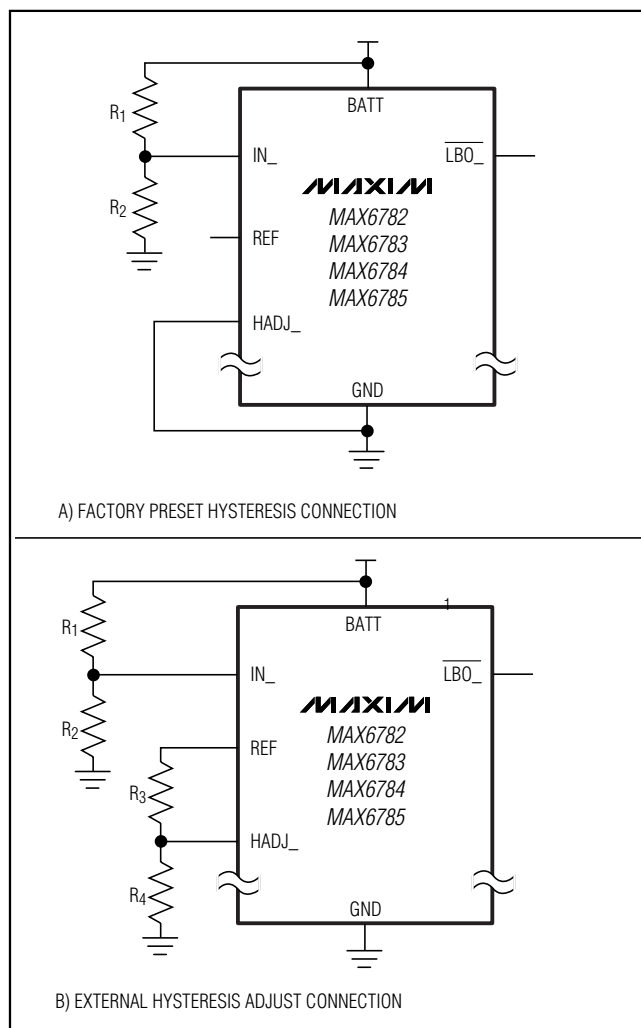 BATT
R1
IN_
LBO_
MAXIM
R2
MAX6782
REF
MAX6783
MAX6784
MAX6785
HADJ_
GND
A) FACTORY PRESET HYSTERESIS CONNECTION
1
BATT
R1
IN_
LBO_
MAXIM
R2
MAX6782
REF
MAX6783
R3
MAX6784
MAX6785
HADJ_
R4
GND
B) EXTERNAL HYSTERESIS ADJUST CONNECTION